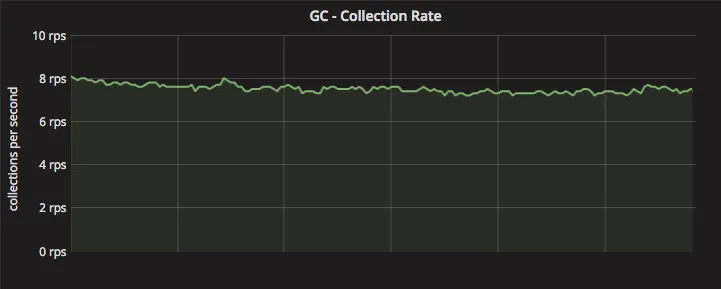 GC - Collection Rate
10 rps
8 rps
6 rps
4 rps
2 rps
0 rps
collections per second